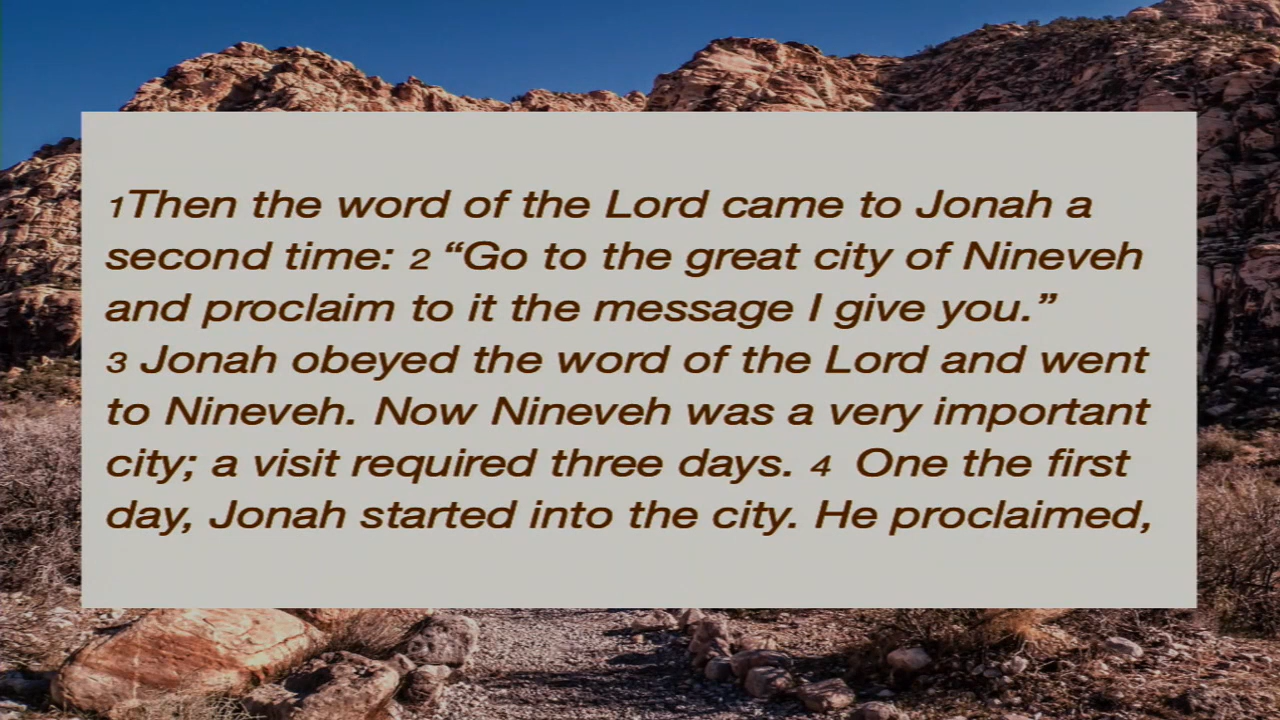 1Then the word of the Lord came to Jonah a
second time: 2 “Go to the great city of Nineveh
and proclaim to it the message I give you.”
3 Jonah obeyed the word of the Lord and went
to Nineveh. Now Nineveh was a very important
city; a visit required three days. 4  One the first
day, Jonah started into the city. He proclaimed,